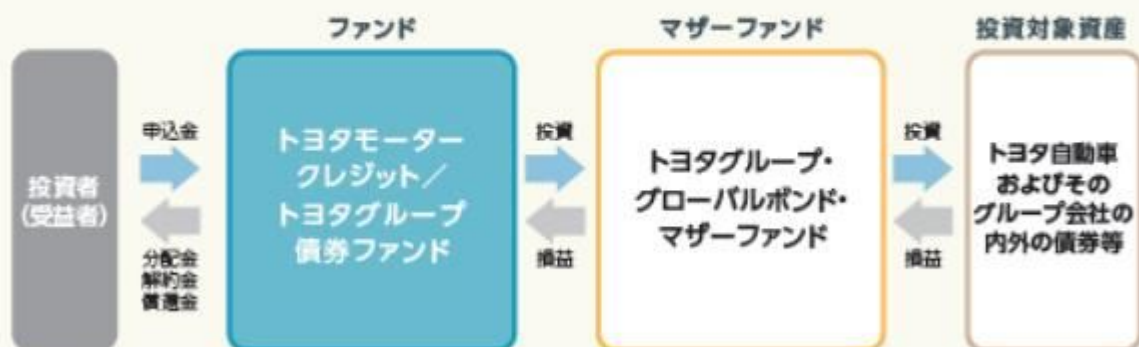 ファンド
マザーファンド
投資対象資産
投資者
(受益者)
申込金
分配金
解約金
償還金
トヨタモーター
クレジット／
トヨタグループ
債券ファンド
投資
損益
トヨタグループ・
グローバルボンド・
マザーファンド
投資
損益
トヨタ自動車
およびその
グループ会社の
内外の債券等